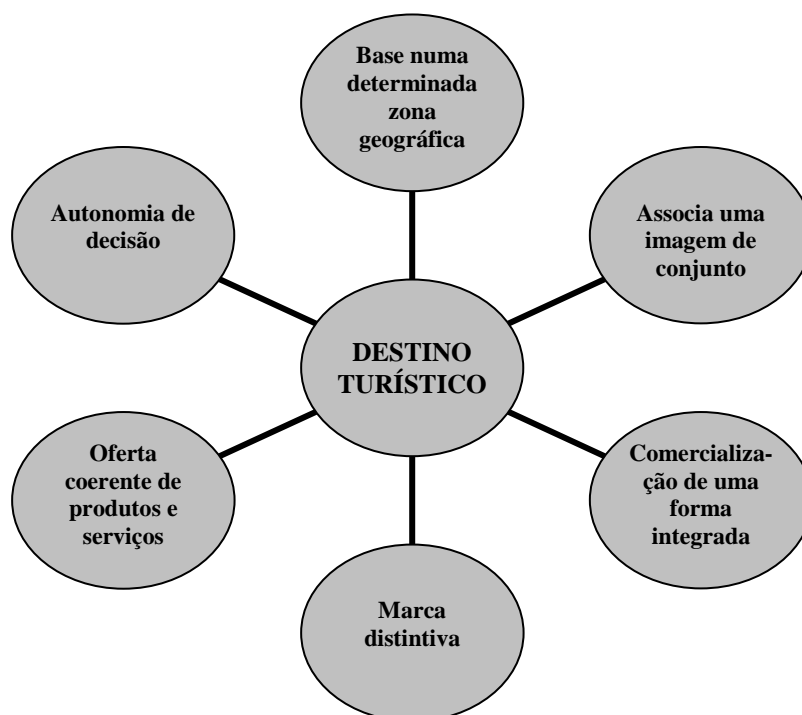 Base numa
determinada
zona
geográfica
Autonomia de
decisão
Associa uma
imagem de
conjunto
DESTINO
TURÍSTICO
Oferta
coerente de
produtos e
serviços
Comercializa-
ção de uma
forma
integrada
Marca
distintiva